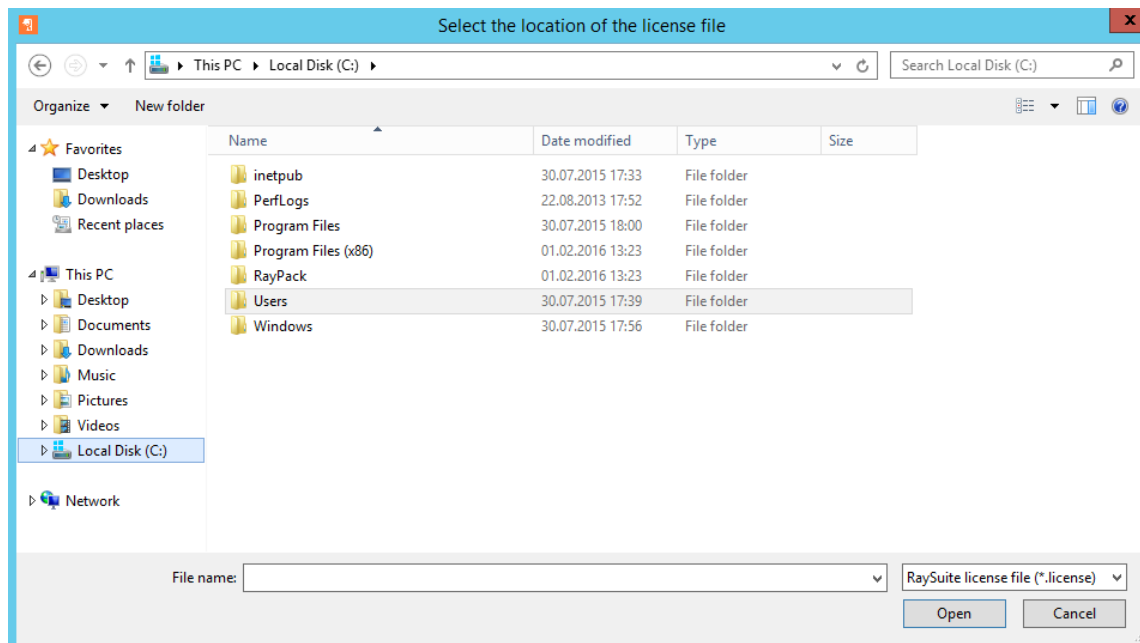 Select the location of the license file
x
This PC Local Disk (C:)
Search Local Disk (C:)
Organize New folder
Name Date modified Type Size
Favorites
Desktop
Downloads
Recent places
This PC
Desktop
Documents
Downloads
Music
Pictures
Videos
Local Disk (C:)
Network
inetpub 30.07.2015 17:33 File folder
PerfLogs 22.08.2013 17:52 File folder
Program Files 30.07.2015 18:00 File folder
Program Files (x86) 01.02.2016 13:23 File folder
RayPack 01.02.2016 13:23 File folder
Users 30.07.2015 17:39 File folder
Windows 30.07.2015 17:56 File folder
File name:
RaySuite license file (*.license)
Open Cancel